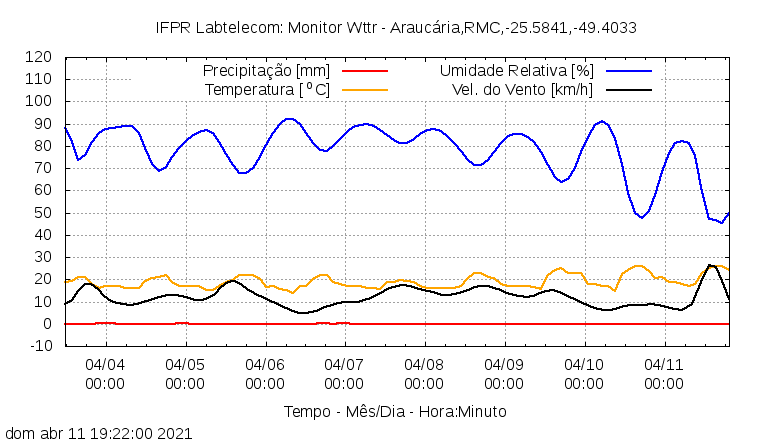 IFPR Labtelecom: Monitor Wttr - Araucária,RMC,-25.5841,-49.4033
Precipitação [mm]
Umidade Relativa [%]
Temperatura [ ⁰C]
Vel. do Vento [km/h]
120
110
100
90
80
70
60
50
40
30
20
10
0
-10
04/04 04/05 04/06 04/07 04/08 04/09 04/10 04/11
00:00 00:00 00:00 00:00 00:00 00:00 00:00 00:00
Tempo - Mês/Dia - Hora:Minuto
dom abr 11 19:22:00 2021